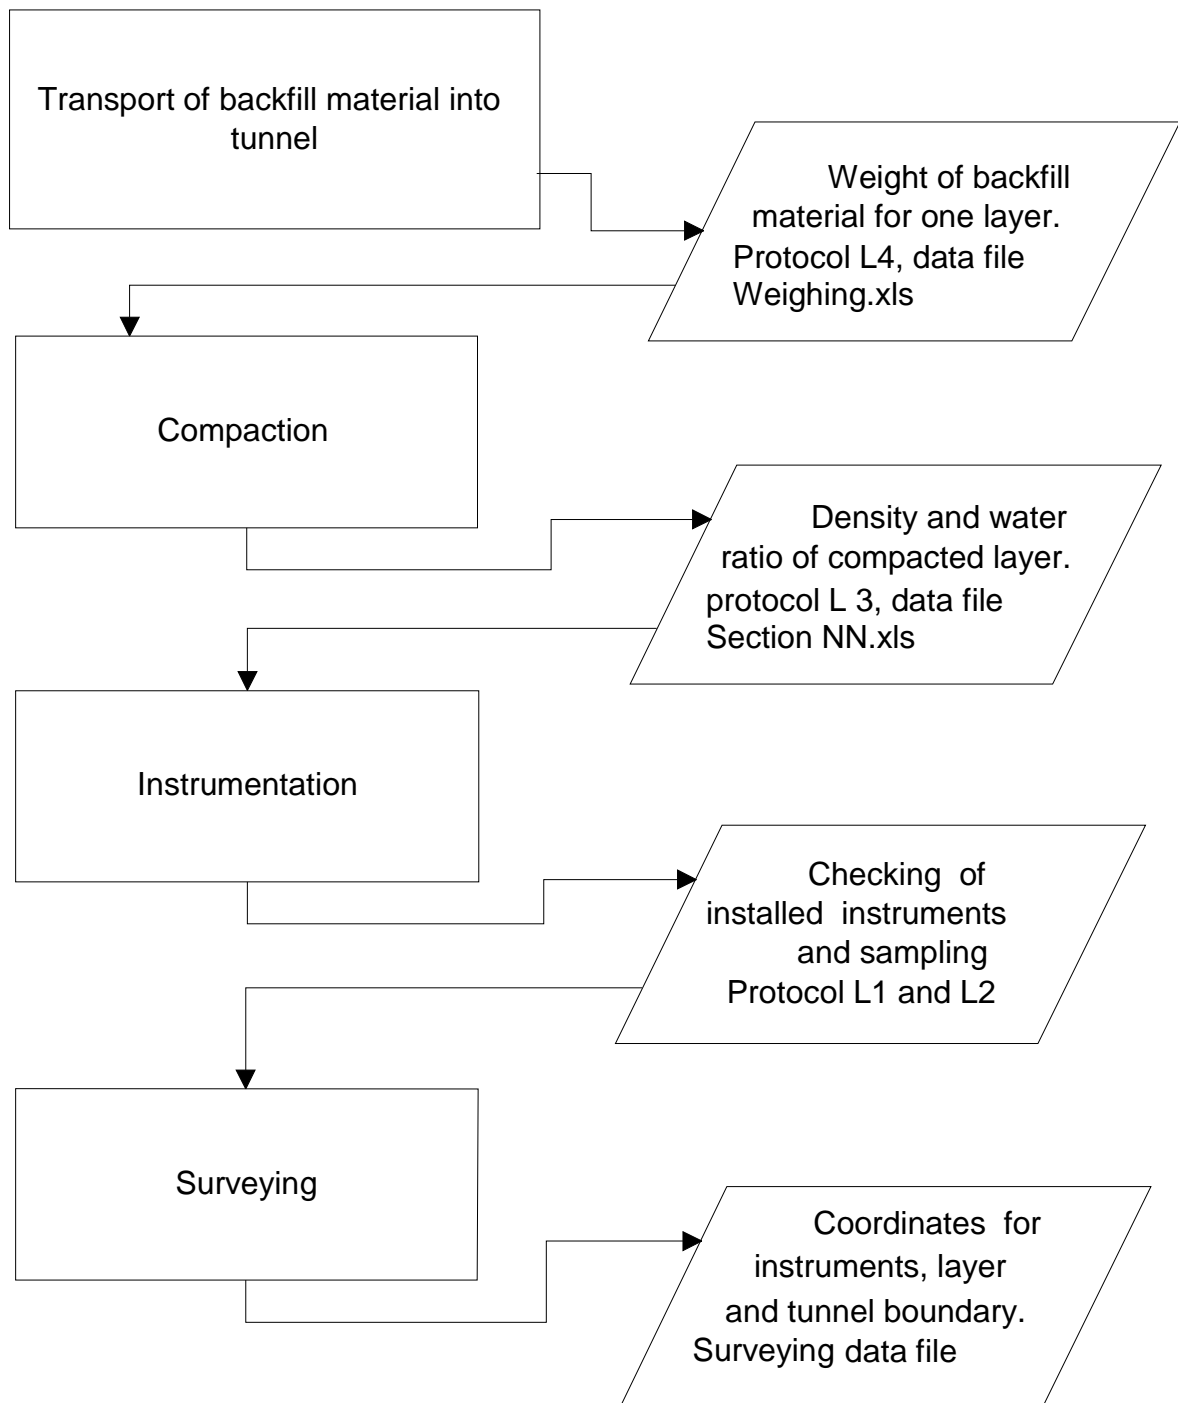 Transport of backfill material into
tunnel
Weight of backfill
material for one layer.
Protocol L4, data file
Weighing.xls
Compaction
Density and water
ratio of compacted layer.
protocol L 3, data file
Section NN.xls
Instrumentation
Checking of
installed instruments
and sampling
Protocol L1 and L2
Surveying
Coordinates for
instruments, layer
and tunnel boundary.
Surveying data file